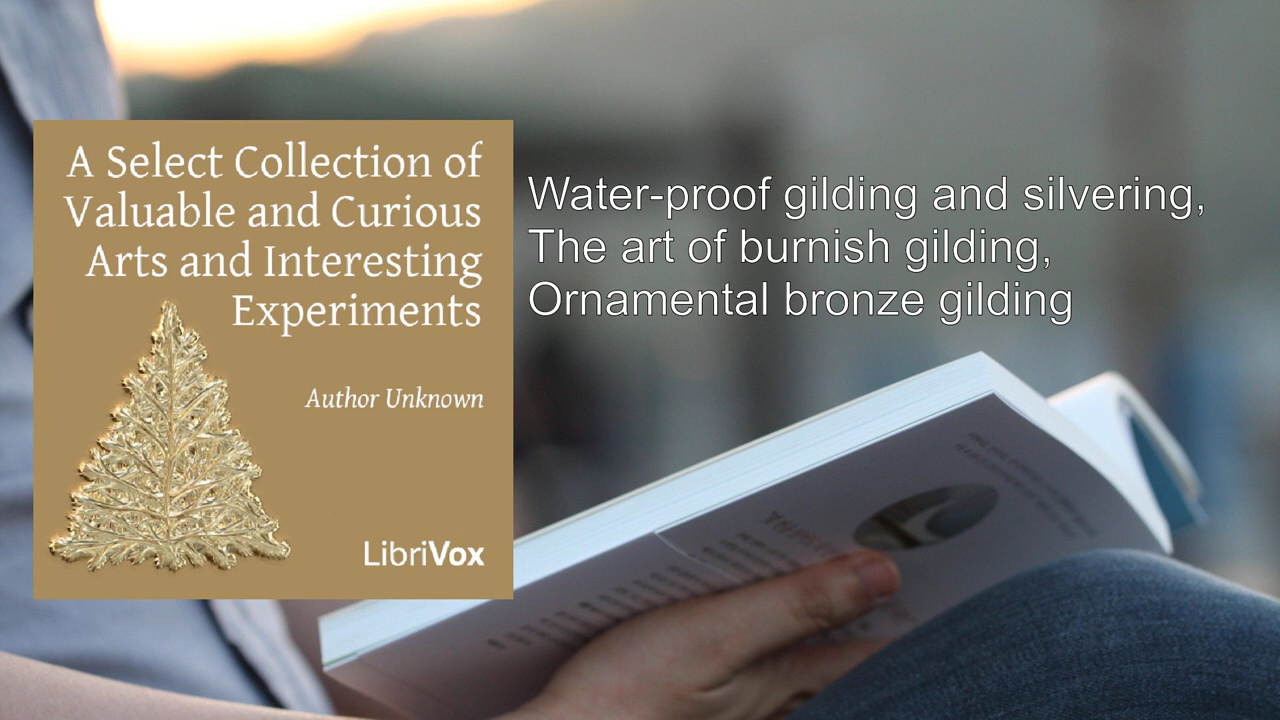 A Select Collection of
Valuable and Curious
Arts and Interesting
Experiments
Author Unknown
LibriVox
Water-proof gilding and silvering,
The art of burnish gilding,
Ornamental bronze gilding